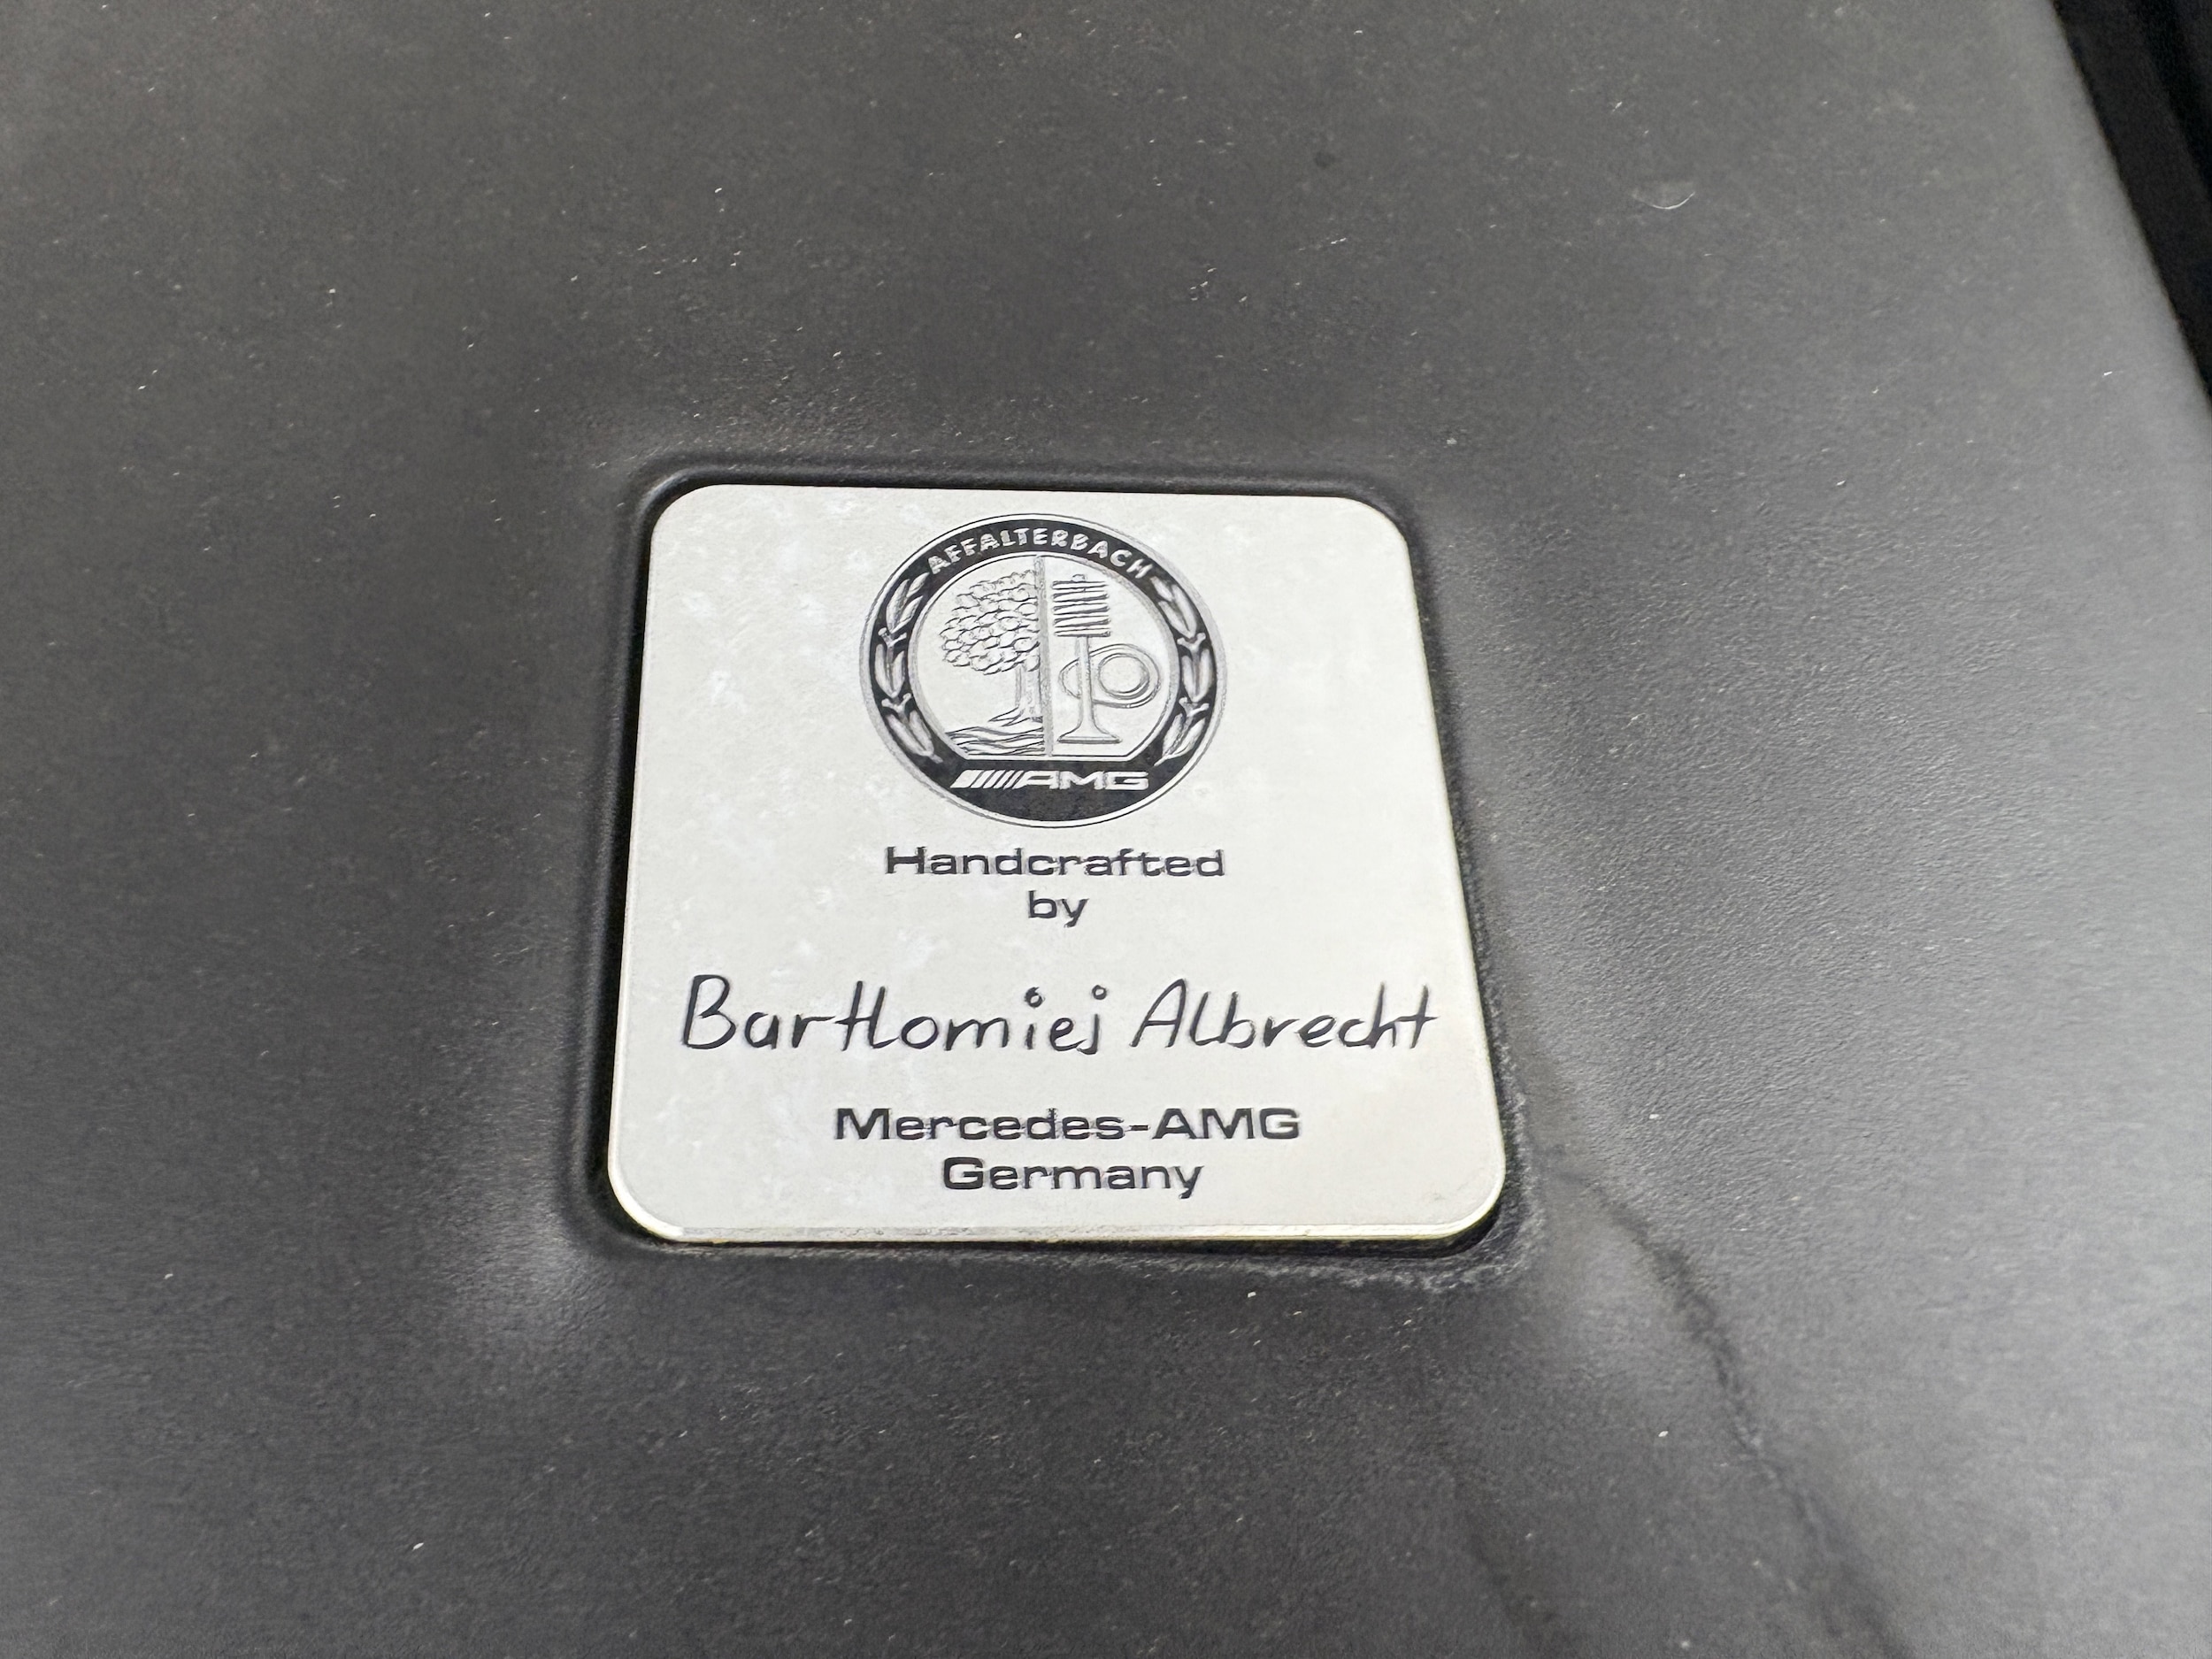 AFFALTERBACH
AMG
Handcrafted
by
Bartlomiej Albrecht
Mercedes-AMG
Germany